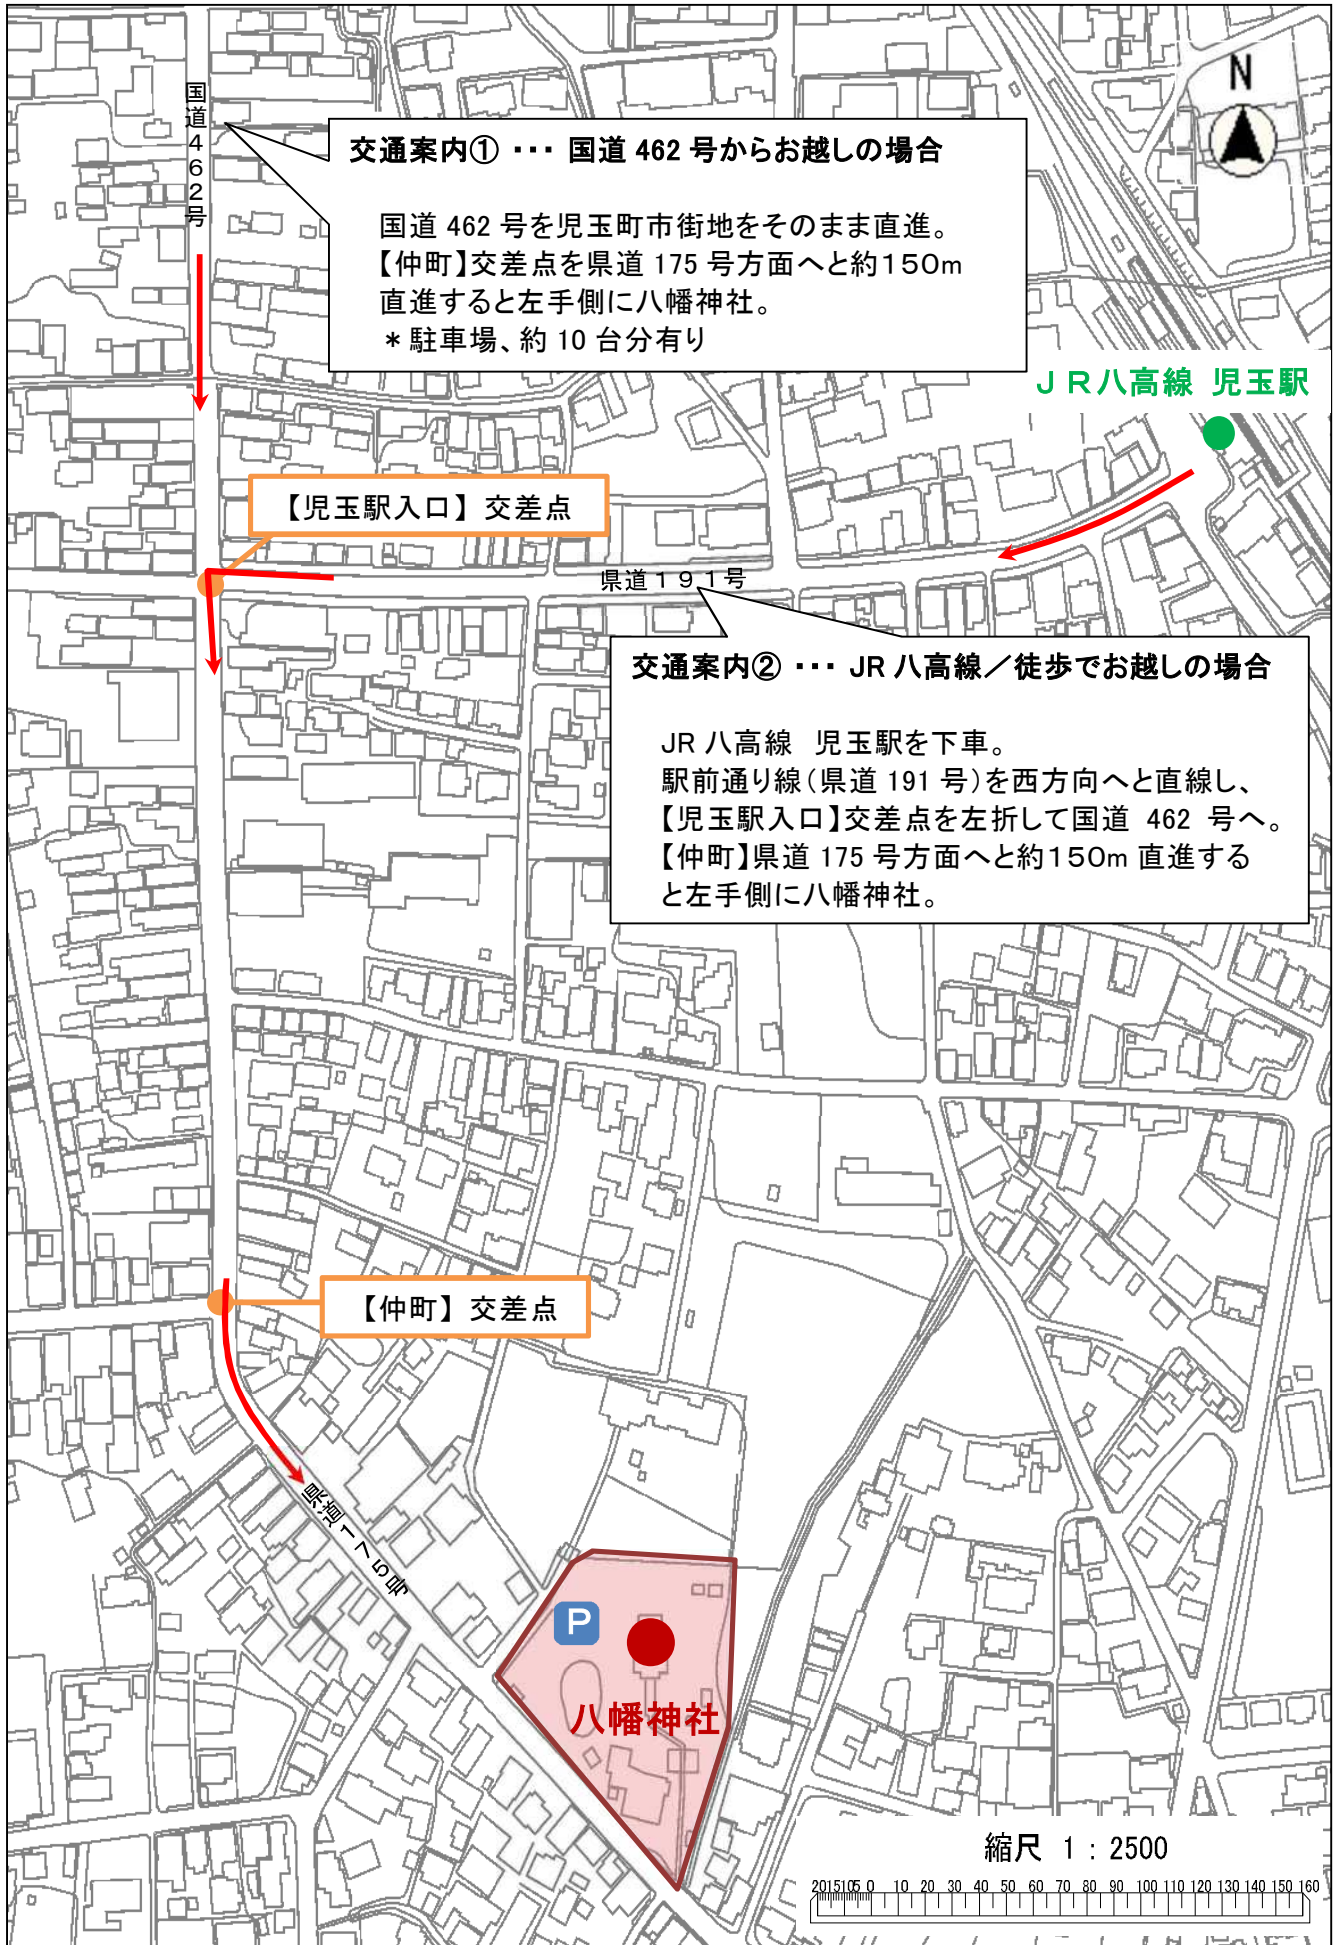 国道４６２号
N
交通案内① ・・・ 国道 462 号からお越しの場合
国道 462 号を児玉町市街地をそのまま直進。
【仲町】交差点を県道 175 号方面へと約１５０ｍ
直進すると左手側に八幡神社。
＊駐車場、約 10 台分有り
ＪＲ八高線 児玉駅
【児玉駅入口】 交差点
県道１９１号
交通案内② ・・・ JR 八高線／徒歩でお越しの場合
JR 八高線　児玉駅を下車。
駅前通り線（県道 191 号）を西方向へと直線し、
【児玉駅入口】交差点を左折して国道 462 号へ。
【仲町】県道 175 号方面へと約１５０ｍ 直進する
と左手側に八幡神社。
【仲町】 交差点
県道１７５号
P
八幡神社
縮尺 1 : 2500
20 15 10 5 0 10 20 30 40 50 60 70 80 90 100 110 120 130 140 150 160